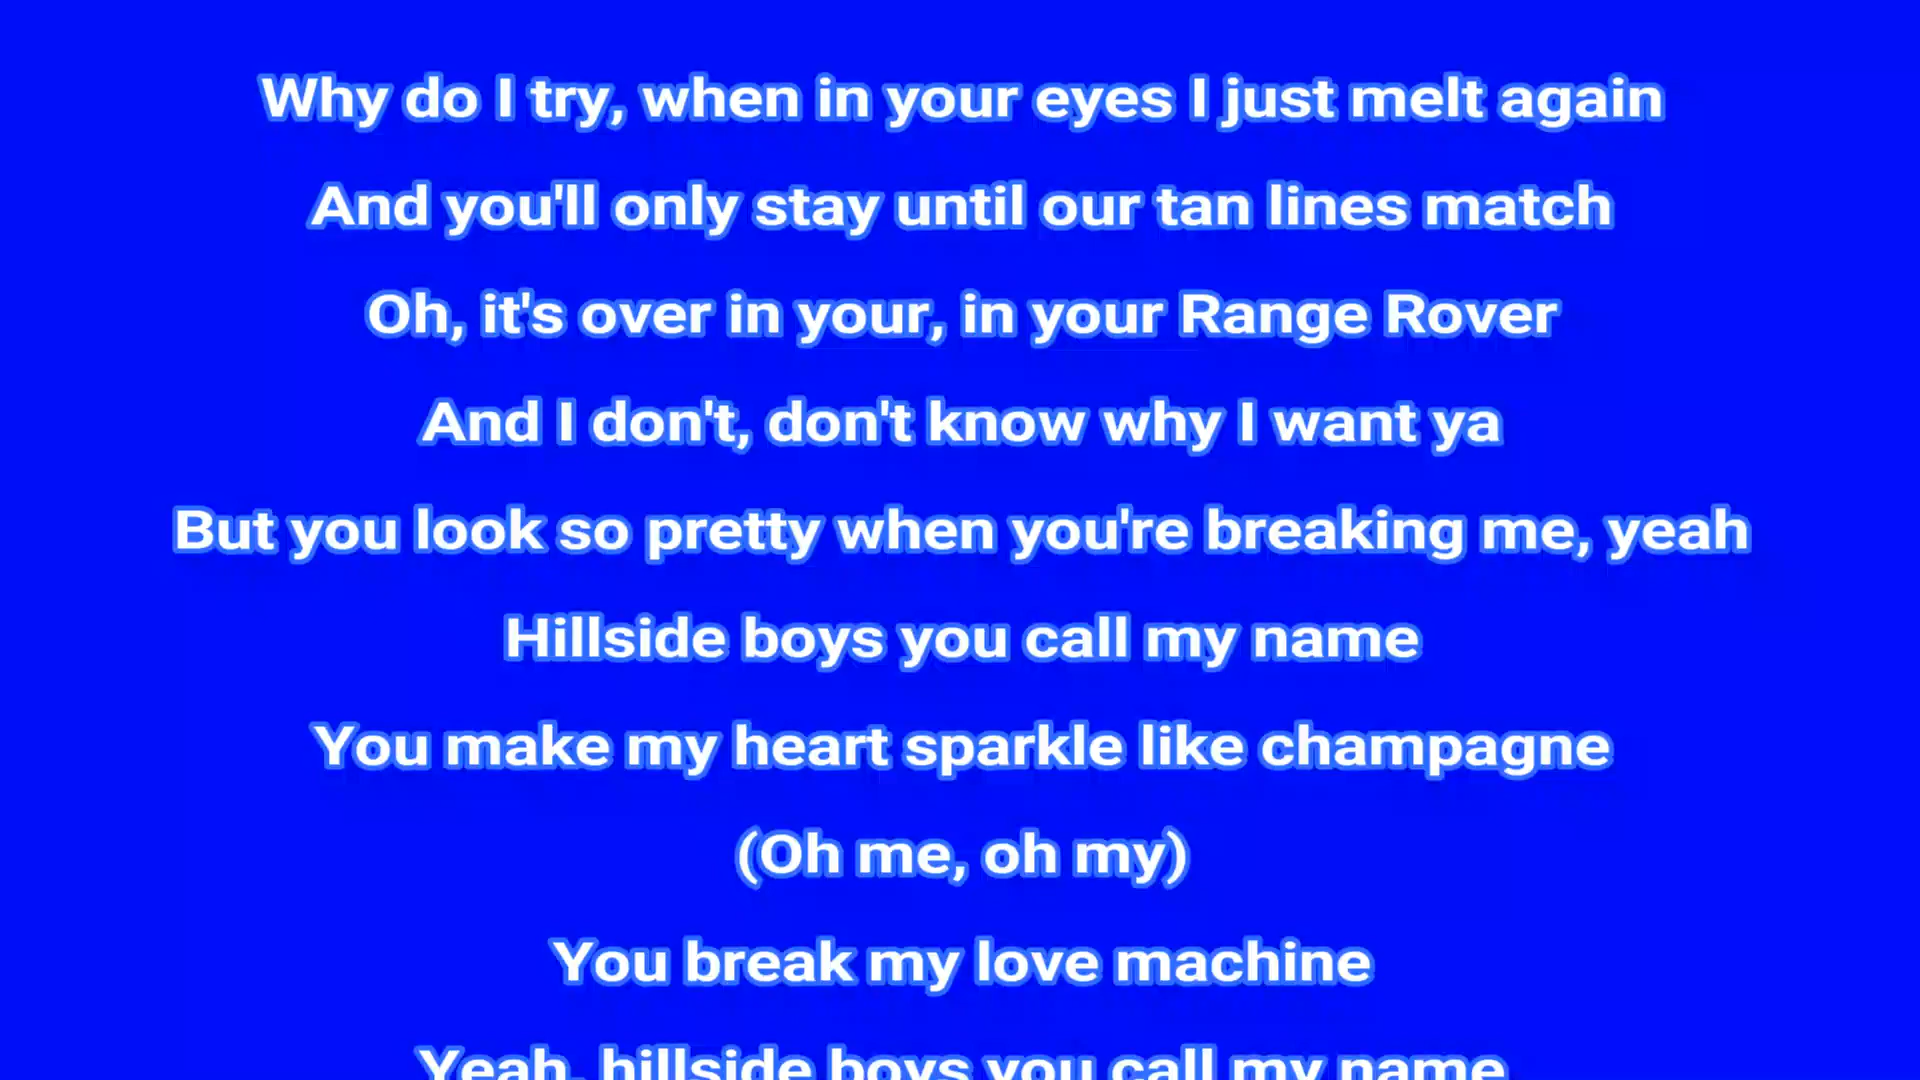 Why do I try, when in your eyes I just melt again
And you'll only stay until our tan lines match
Oh, it's over in your, in your Range Rover
And I don't, don't know why I want ya
But you look so pretty when you're breaking me, yeah
Hillside boys you call my name
You make my heart sparkle like champagne
(Oh me, oh my)
You break my love machine
Yeah, hillside boys you call my name